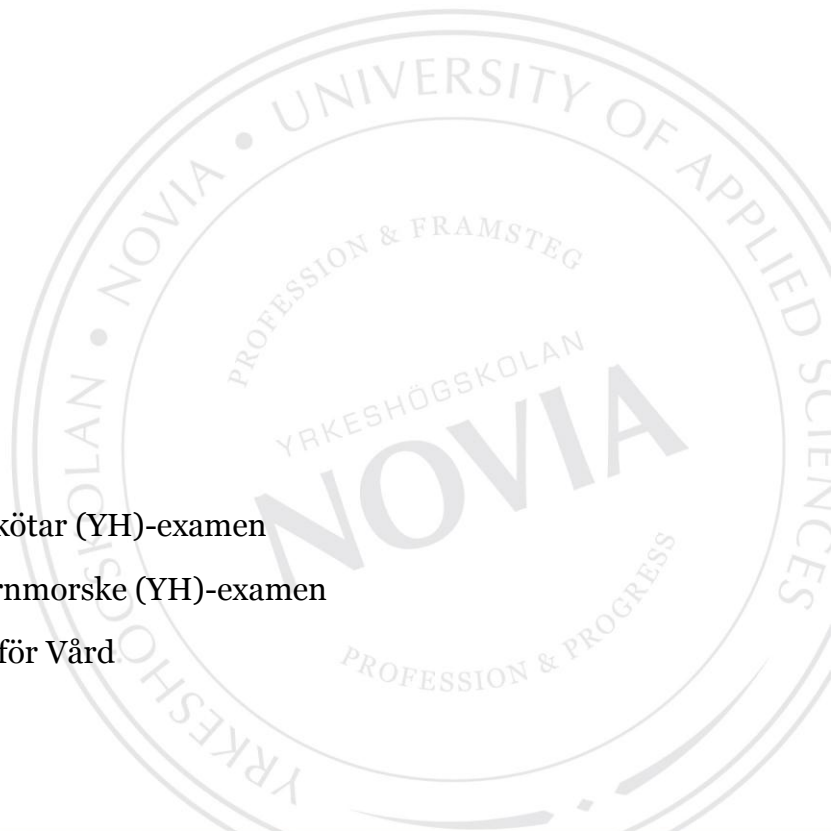 YRKESHÖGSKOLAN • NOVIA • UNIVERSITY OF APPLIED SCIENCES
PROFESSION & FRAMSTEG
YRKESHÖGSKOLAN
NOVIA
PROFESSION & PROGRESS
kötar (YH)-examen
rnmorske (YH)-examen
för Vård